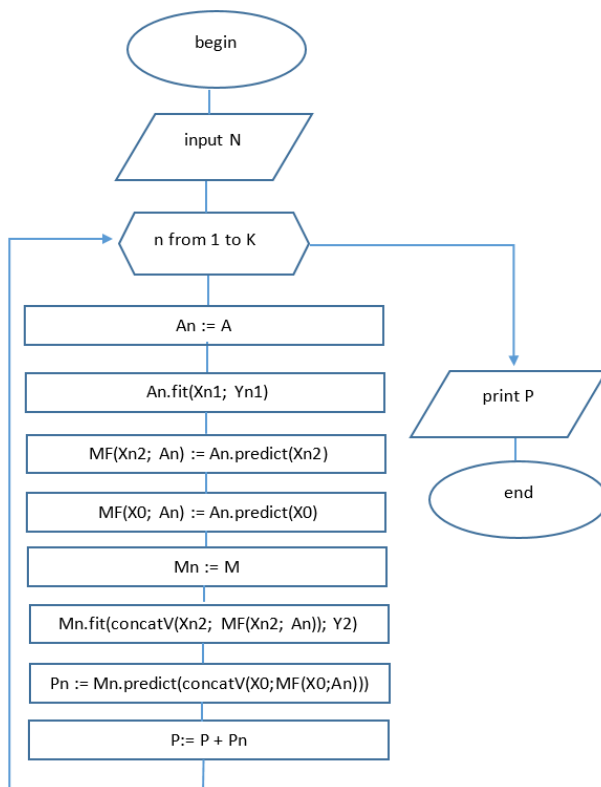 begin
input N
n from 1 to K
An := A
An.fit(Xn1; Yn1)
MF(Xn2; An) := An.predict(Xn2)
MF(X0; An) := An.predict(X0)
Mn := M
Mn.fit(concatV(Xn2; MF(Xn2; An)); Y2)
Pn := Mn.predict(concatV(X0;MF(X0;An)))
P:= P + Pn
print P
end